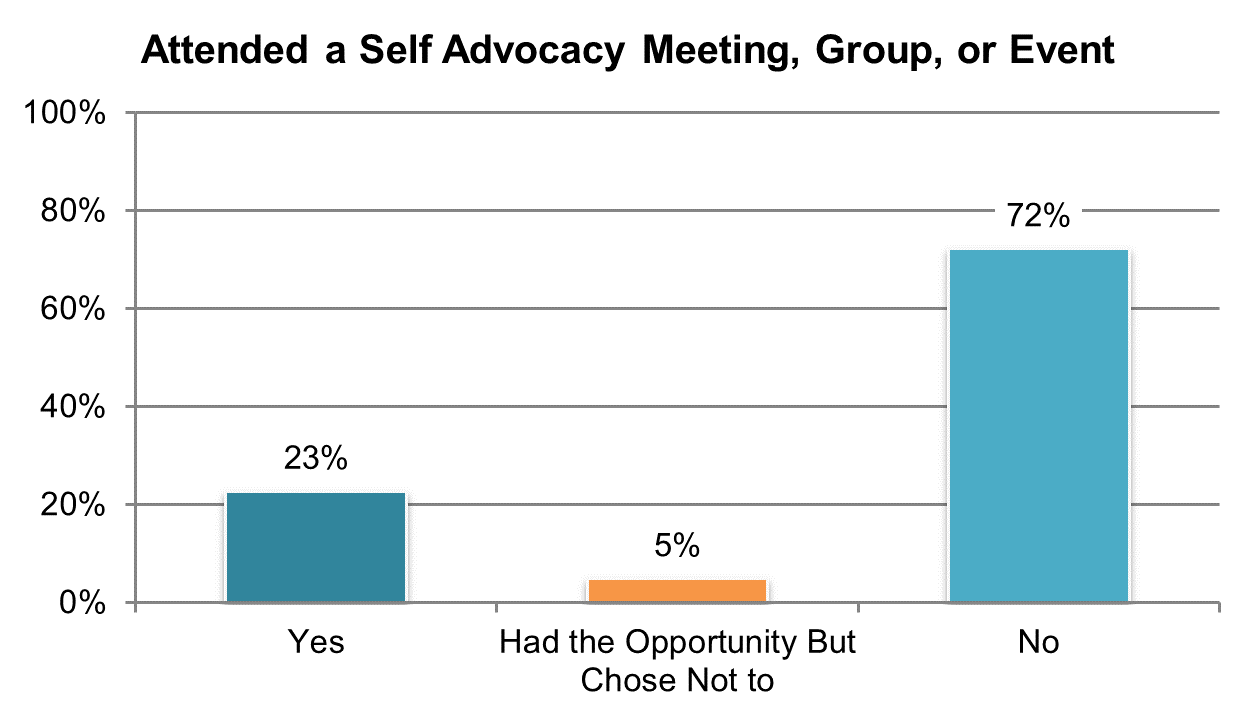 Attended a Self Advocacy Meeting, Group, or Event
100%
80%
60%
40%
20%
0%
23%
5%
72%
Yes
Had the Opportunity But
Chose Not to
No